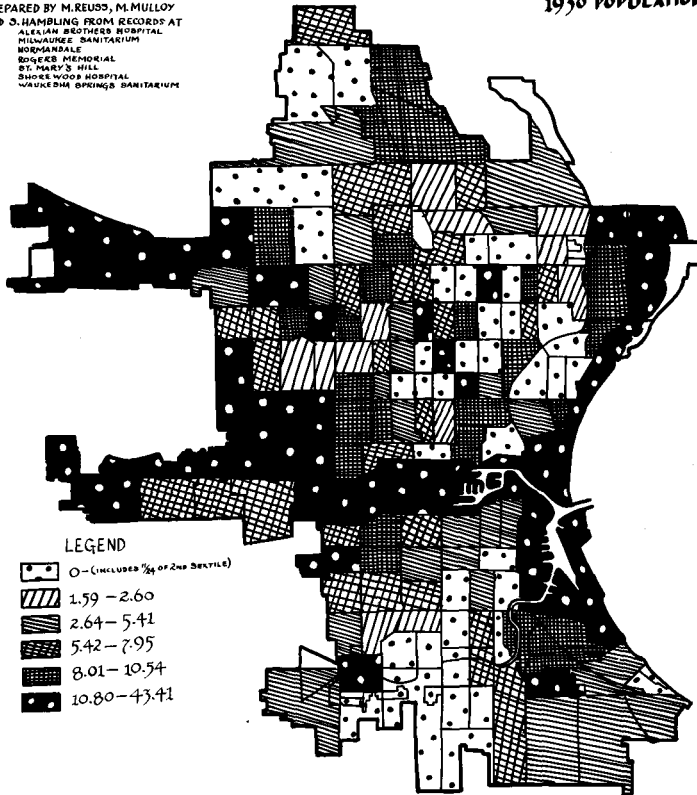 EPARED BY M.REUSS, M.MULLOY
D S.HAMBLING FROM RECORDS AT
ALEXIAN BROTHERS HOSPITAL
MILWAUKEE SANITARIUM
NORMANDALE
ROGERS MEMORIAL
ST. MARY'S HILL
SHOREWOOD HOSPITAL
WAUKESHA SPRINGS SANITARIUM
1930 POPULATION
LEGEND
0-(INCLUDES 11/24 OF 2ND SEXTILE)
1.59 - 2.60
2.64 - 5.41
5.42 - 7.95
8.01 - 10.54
10.80 - 43.41